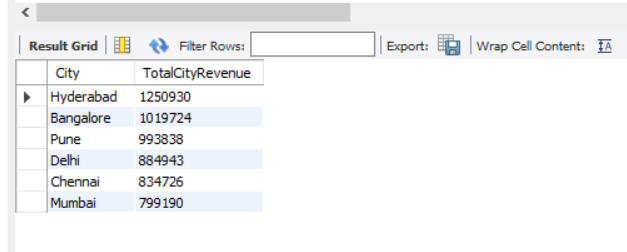 Result Grid Filter Rows: Export: Wrap Cell Content: IA
City TotalCityRevenue
Hyderabad 1250930
Bangalore 1019724
Pune 993838
Delhi 884943
Chennai 834726
Mumbai 799190